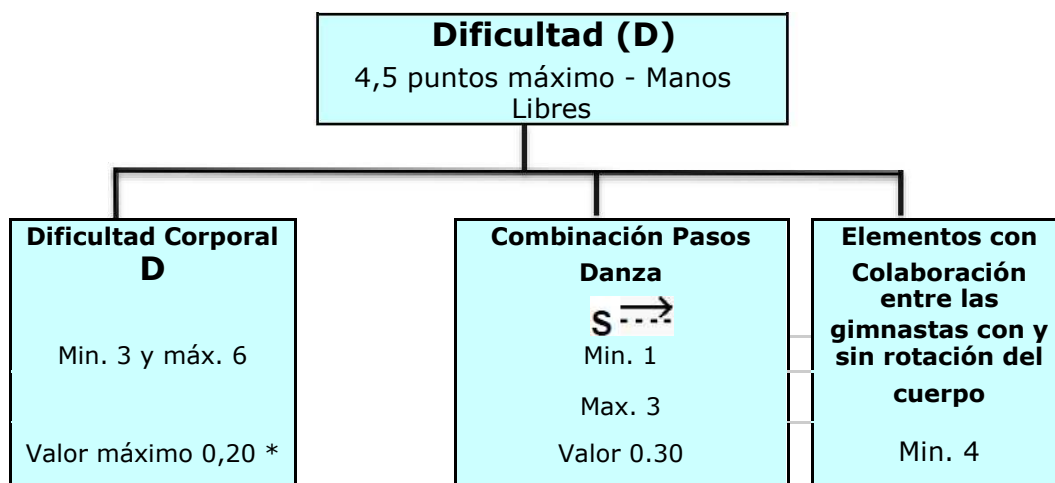 Dificultad (D)
4,5 puntos máximo - Manos
Libres
Dificultad Corporal
D
Min. 3 y máx. 6
Valor máximo 0,20 *
Combinación Pasos
Danza
S
Min. 1
Max. 3
Valor 0.30
Elementos con
Colaboración
entre las
gimnastas con y
sin rotación del
cuerpo
Min. 4